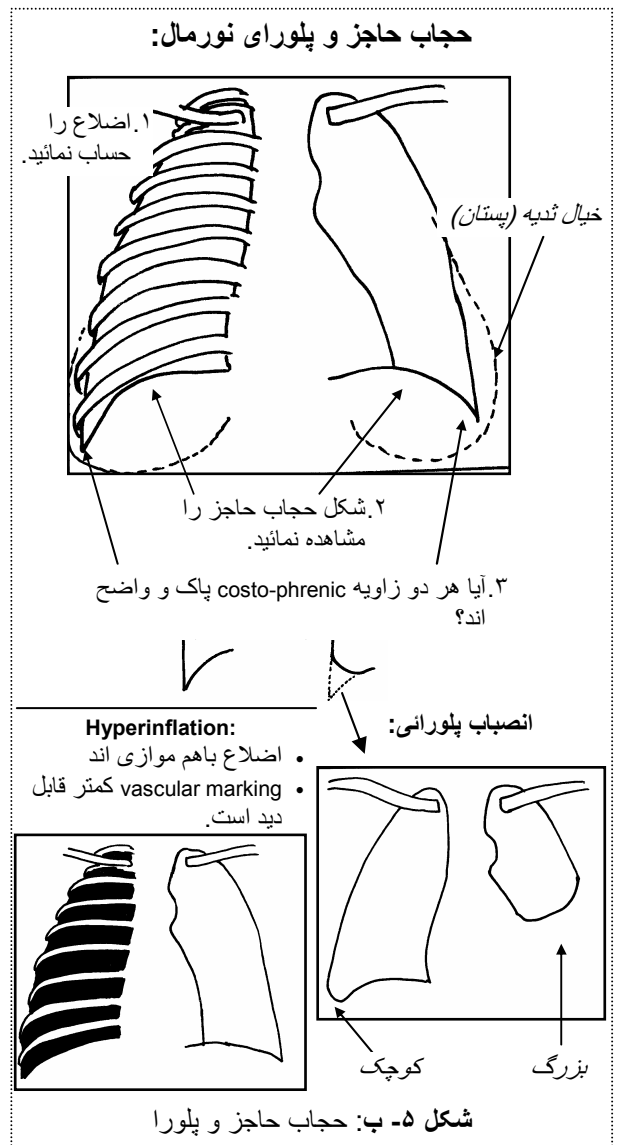 حجاب حاجز و پلورای نورمال:
۱.اضلاع را
حساب نمائید.
خیال ثدیه (پستان)
۲.شکل حجاب حاجز را
مشاهده نمائید.
۳.آیا هر دو زاویه costo-phrenic پاک و واضح
اند؟
انصباب پلورائی:
Hyperinflation:
• اضلاع باهم موازی اند
• vascular marking کمتر قابل
دید است.
کوچک
بزرگ
شکل ۵- ب: حجاب حاجز و پلورا